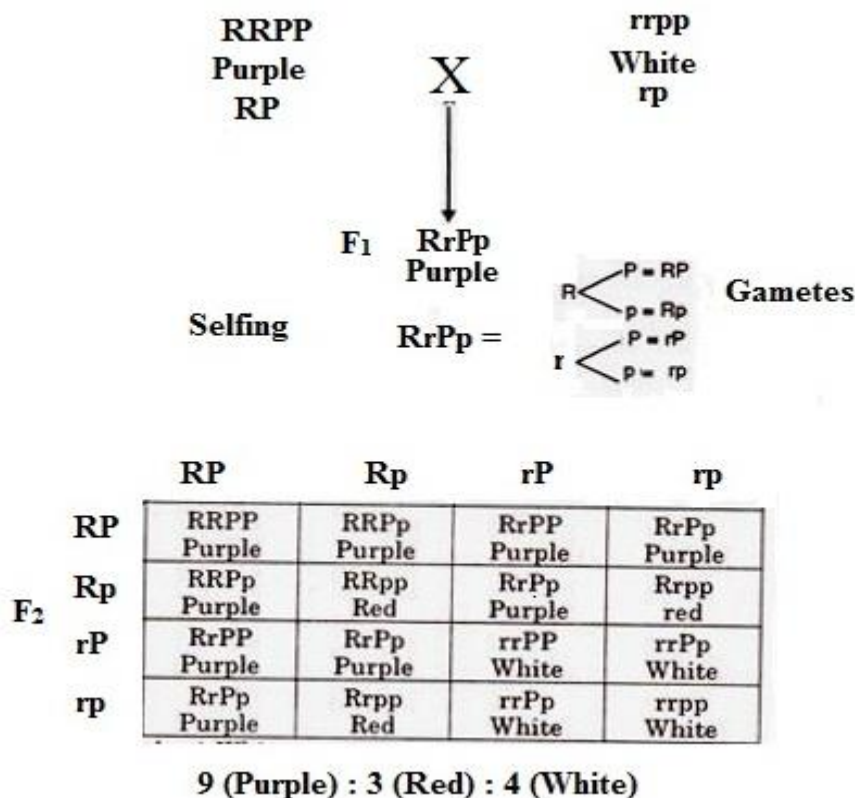 RRPP rrpp
Purple X White
RP rp
F1 RrPp
Purple
P = RP
R Gametes
p = Rp
Selfing RrPp =
P = rP
r
p = rp
RP Rp rP rp
RP RRPP RRPp RrPP RrPp
Purple Purple Purple Purple
Rp RRPp RRpp RrPp Rrpp
F2 Purple Red Purple red
rP RrPP RrPp rrPP rrPp
Purple Purple White White
rp RrPp Rrpp rrPp rrpp
Purple Red White White
9 (Purple) : 3 (Red) : 4 (White)